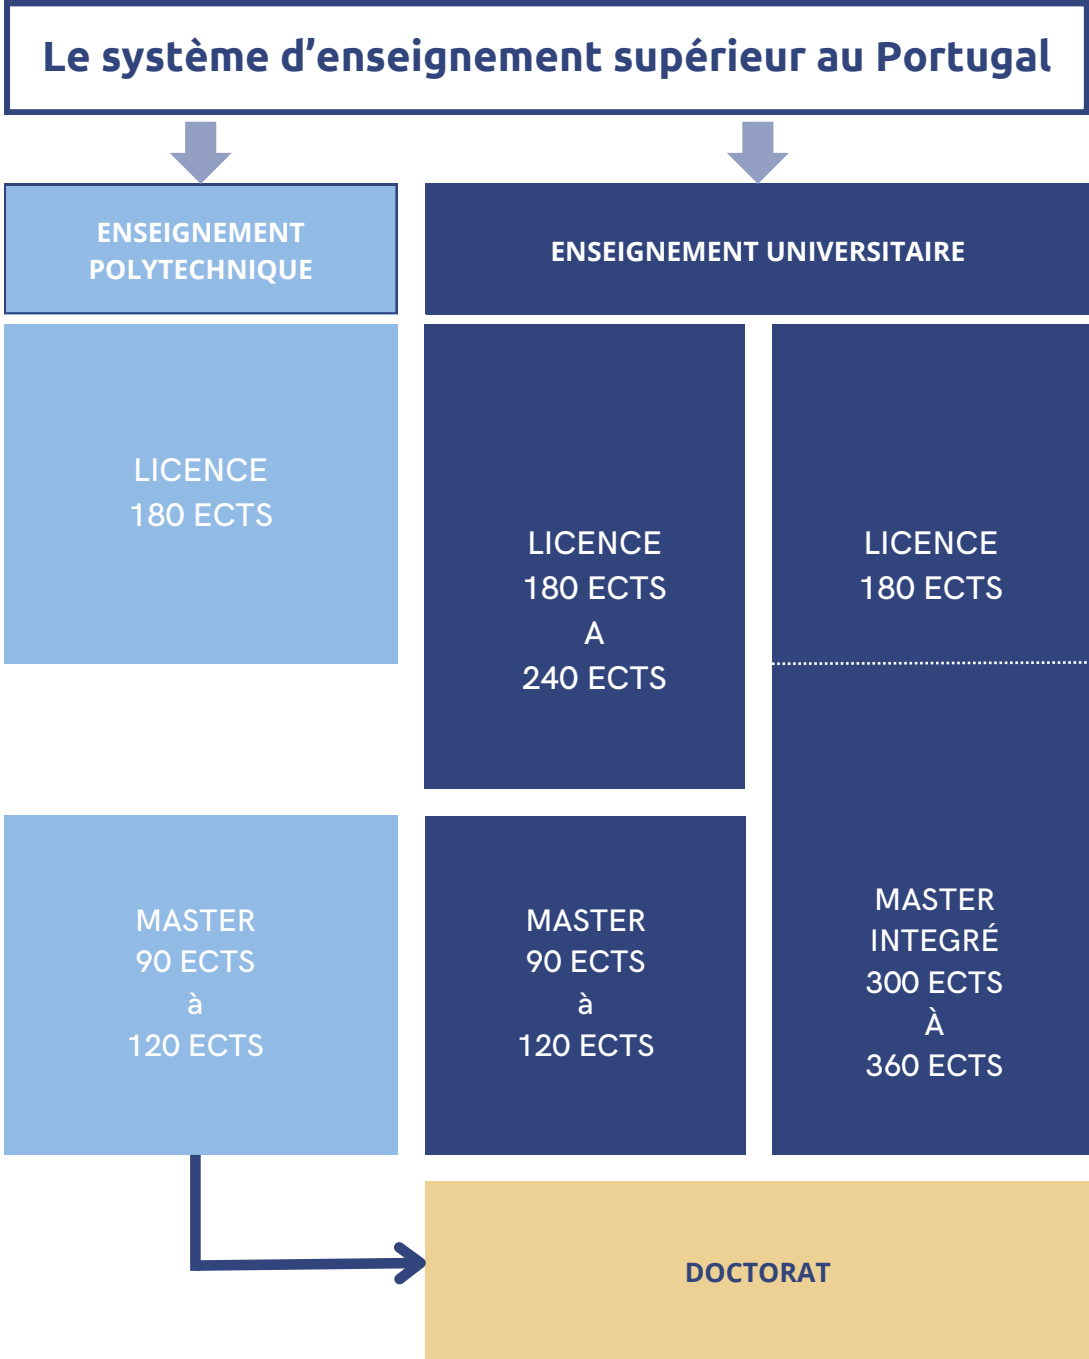 Le système d’enseignement supérieur au Portugal
ENSEIGNEMENT
POLYTECHNIQUE
ENSEIGNEMENT UNIVERSITAIRE
LICENCE
180 ECTS
LICENCE
180 ECTS
A
240 ECTS
LICENCE
180 ECTS
MASTER
90 ECTS
à
120 ECTS
MASTER
90 ECTS
à
120 ECTS
MASTER
INTEGRÉ
300 ECTS
À
360 ECTS
DOCTORAT